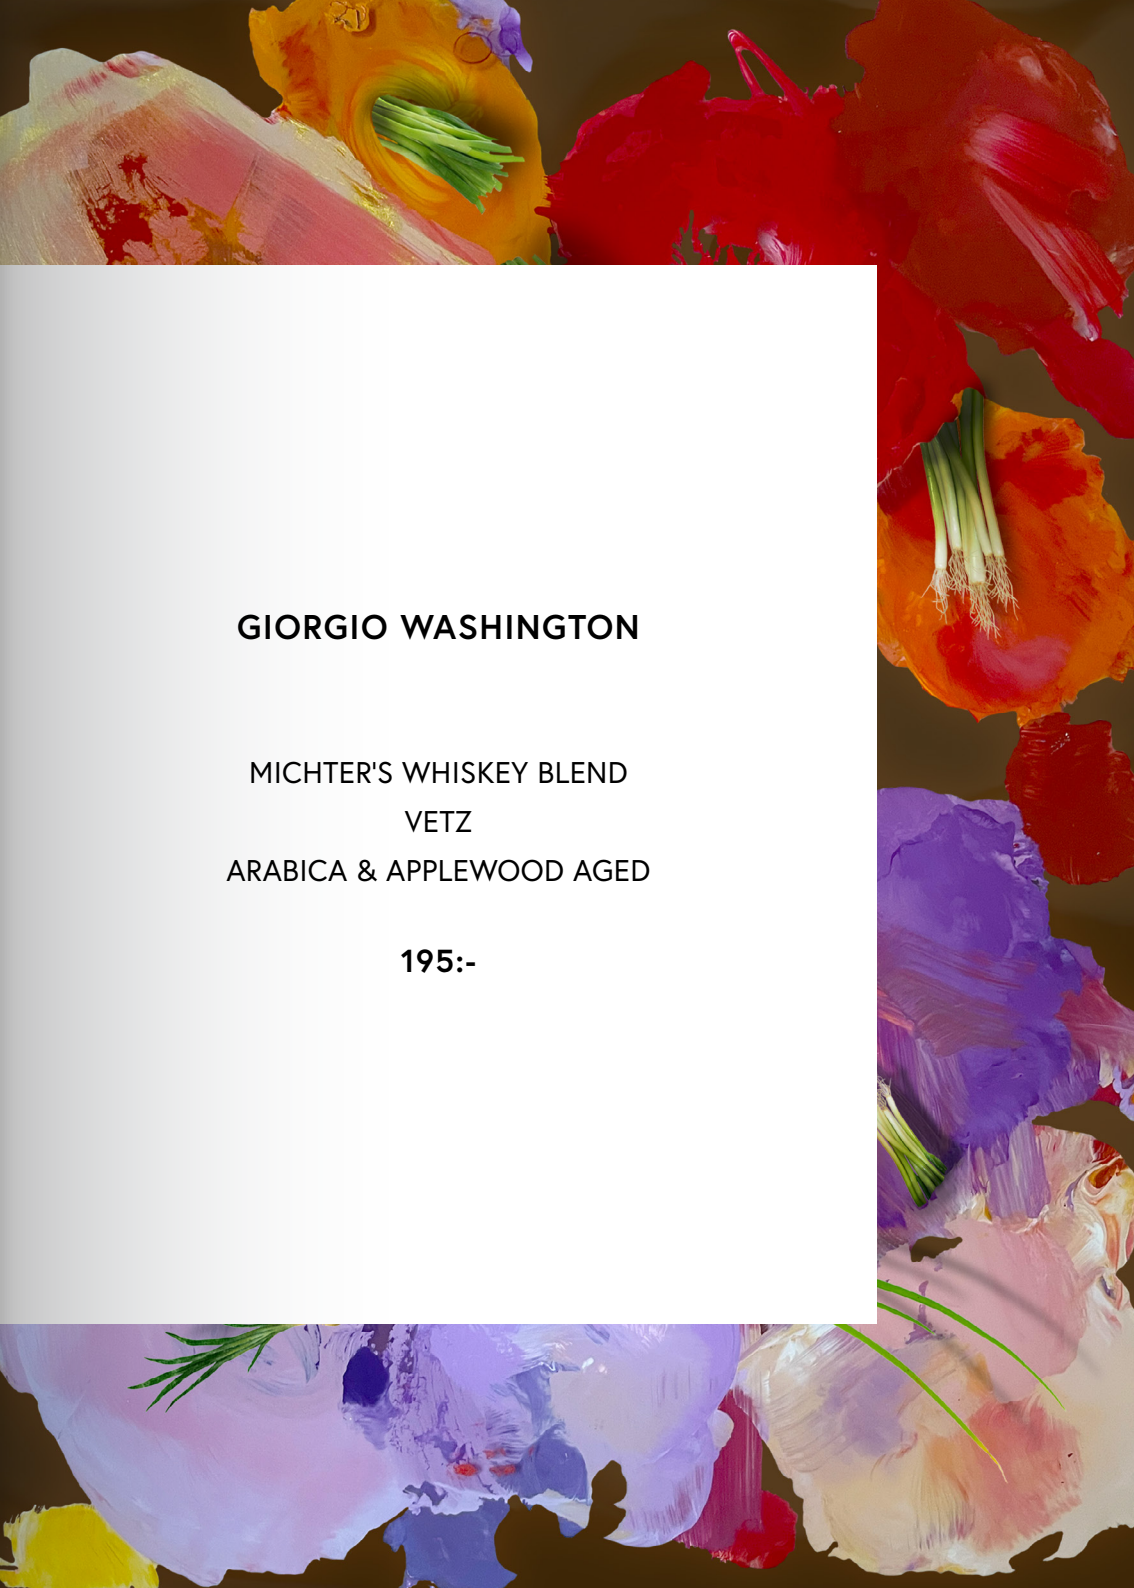 GIORGIO WASHINGTON
MICHTER'S WHISKEY BLEND
VETZ
ARABICA & APPLEWOOD AGED
195:-